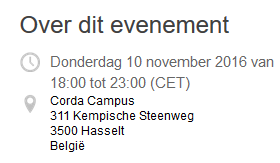 Over dit evenement
Donderdag 10 november 2016 van
18:00 tot 23:00 (CET)
Corda Campus
311 Kempische Steenweg
3500 Hasselt
België